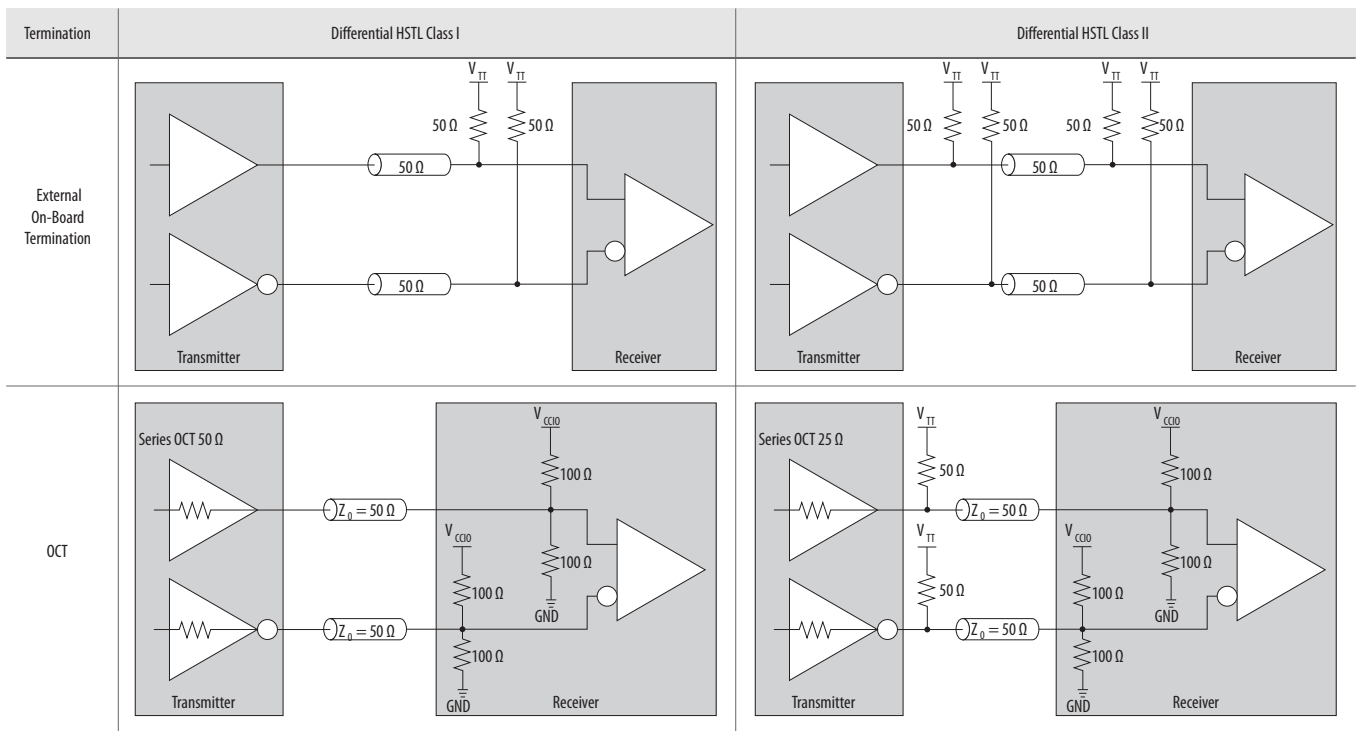 Termination Differential HSTL Class I Differential HSTL Class II
External
On-Board
Termination
V TT V TT
50 Ω 50 Ω
50 Ω
50 Ω
Transmitter Receiver
V TT V TT V TT V TT
50 Ω 50 Ω 50 Ω 50 Ω
50 Ω
50 Ω
Transmitter Receiver
OCT
Series OCT 50 Ω
V CCIO
100 Ω
Z 0 = 50 Ω
V CCIO
100 Ω
100 Ω
GND
Z 0 = 50 Ω
100 Ω
GND
Transmitter Receiver
Series OCT 25 Ω
V TT
50 Ω
V CCIO
100 Ω
Z 0 = 50 Ω
V TT
V CCIO
50 Ω
100 Ω
100 Ω
GND
Z 0 = 50 Ω
100 Ω
GND
Transmitter Receiver